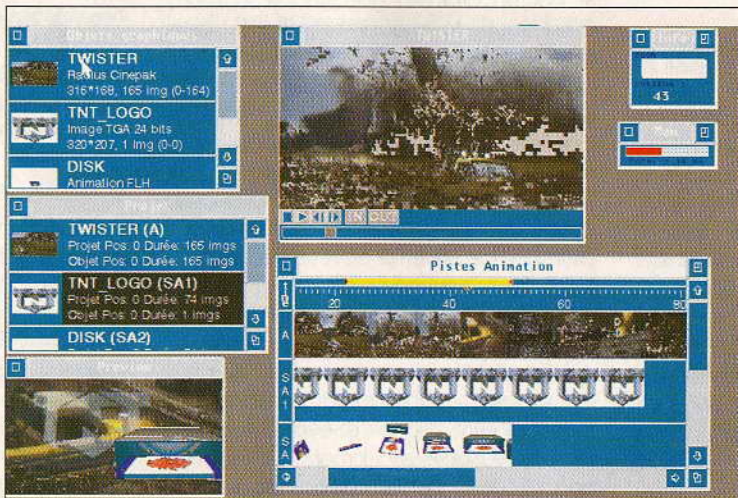 TWISTER
Radius Cinepak
316*168, 165 img (0-164)
TNT_LOGO
Image TGA 24 bits
320*207, 1 img (0-0)
DISK
Animation FLH
TWISTER (A)
Projet Pos: 0 Durée: 165 imgs
Objet Pos: 0 Durée: 165 imgs
TNT_LOGO (SA1)
Projet Pos: 0 Durée: 74 imgs
Objet Pos: 0 Durée: 1 imgs
DISK (SA2)
Preview
TWISTER
IN OUT
43
Pistes Animation
20 40 60 80
A
SA1
SA